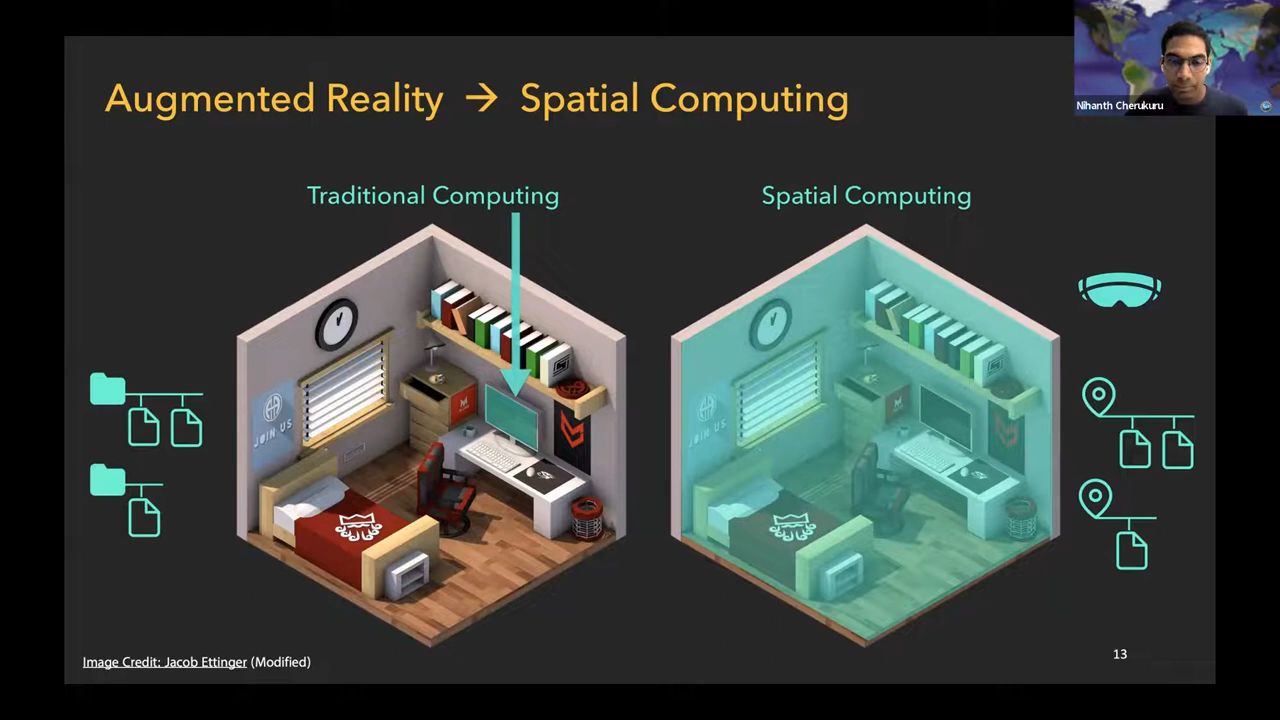 Augmented Reality → Spatial Computing
Nihanth Cherukuru
Traditional Computing
Spatial Computing
JOIN US
JOIN US
Image Credit: Jacob Ettinger (Modified)
13